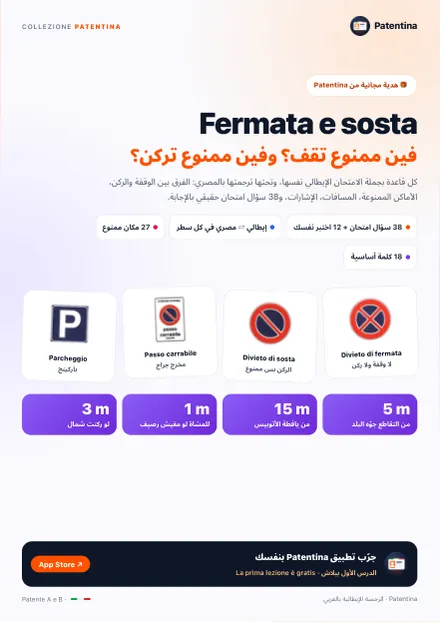 COLLEZIONE PATENTINA
Patentina
هدية مجانية من Patentina
Fermata e sosta
فين ممنوع تقف؟ وفين ممنوع تركن؟
كل قاعدة بجملة الامتحان الإيطالي نفسها، وتحتها ترجمتها بالمصري: الفرق بين الوقفة والركن،
الأماكن الممنوعة، المسافات، الإشارات، و38 سؤال امتحان حقيقي بالإجابة.
38 سؤال امتحان + 12 اختبر نفسك
إيطالي ⇄ مصري في كل سطر
27 مكان ممنوع
18 كلمة أساسية
P
Parcheggio
باركينج
passo carrabile
Passo carrabile
مخرج جراج
Divieto di sosta
الركن بس ممنوع
Divieto di fermata
لا وقفة ولا ركن
3 m
لو ركنت شمال
1 m
للمشاة لو مفيش رصيف
15 m
من يافطة الأتوبيس
5 m
من التقاطع جوّه البلد
جرّب تطبيق Patentina بنفسك
الدرس الأول ببلاش · La prima lezione è gratis
App Store ↗
Patente A e B ·
Patentina · الرخصة الإيطالية بالعربي